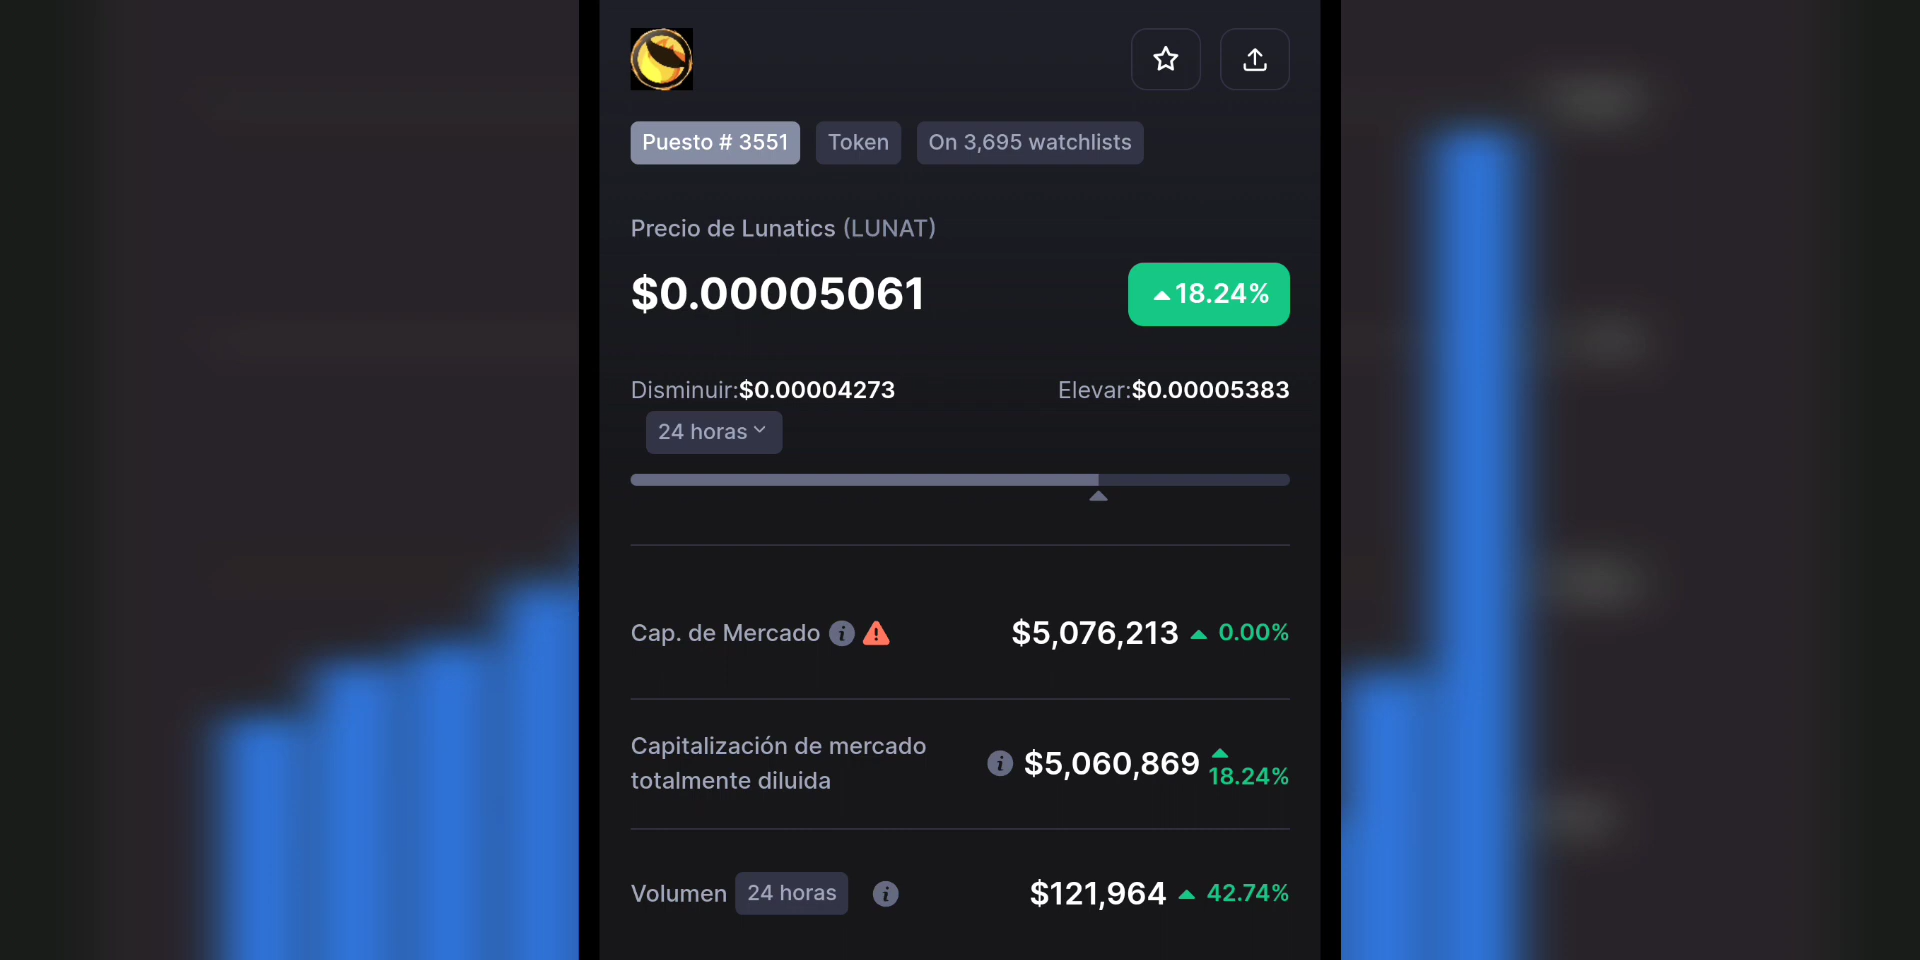 Puesto # 3551 Token On 3,695 watchlists
Precio de Lunatics (LUNAT)
$0.00005061 18.24%
Disminuir:$0.00004273 Elevar:$0.00005383
24 horas
Cap. de Mercado $5,076,213 0.00%
Capitalización de mercado
totalmente diluida $5,060,869 18.24%
Volumen 24 horas $121,964 42.74%